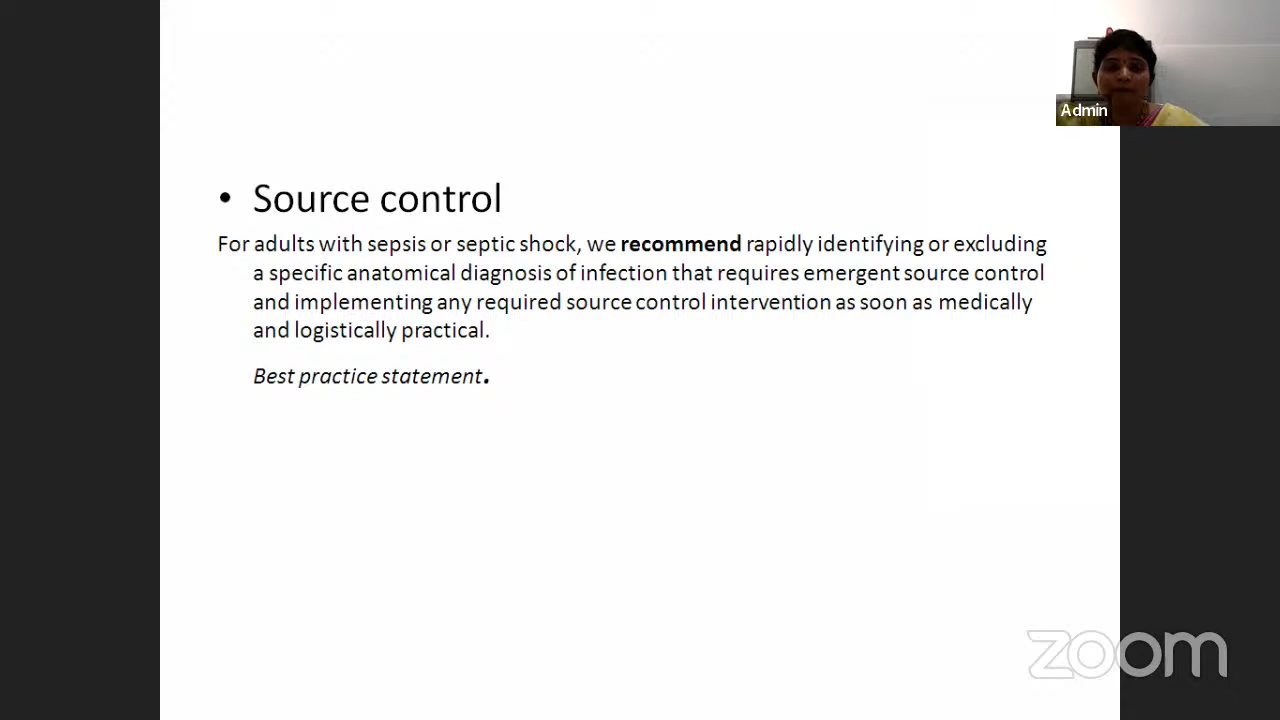 Admin
• Source control
For adults with sepsis or septic shock, we recommend rapidly identifying or excluding
a specific anatomical diagnosis of infection that requires emergent source control
and implementing any required source control intervention as soon as medically
and logistically practical.
Best practice statement.
zoom